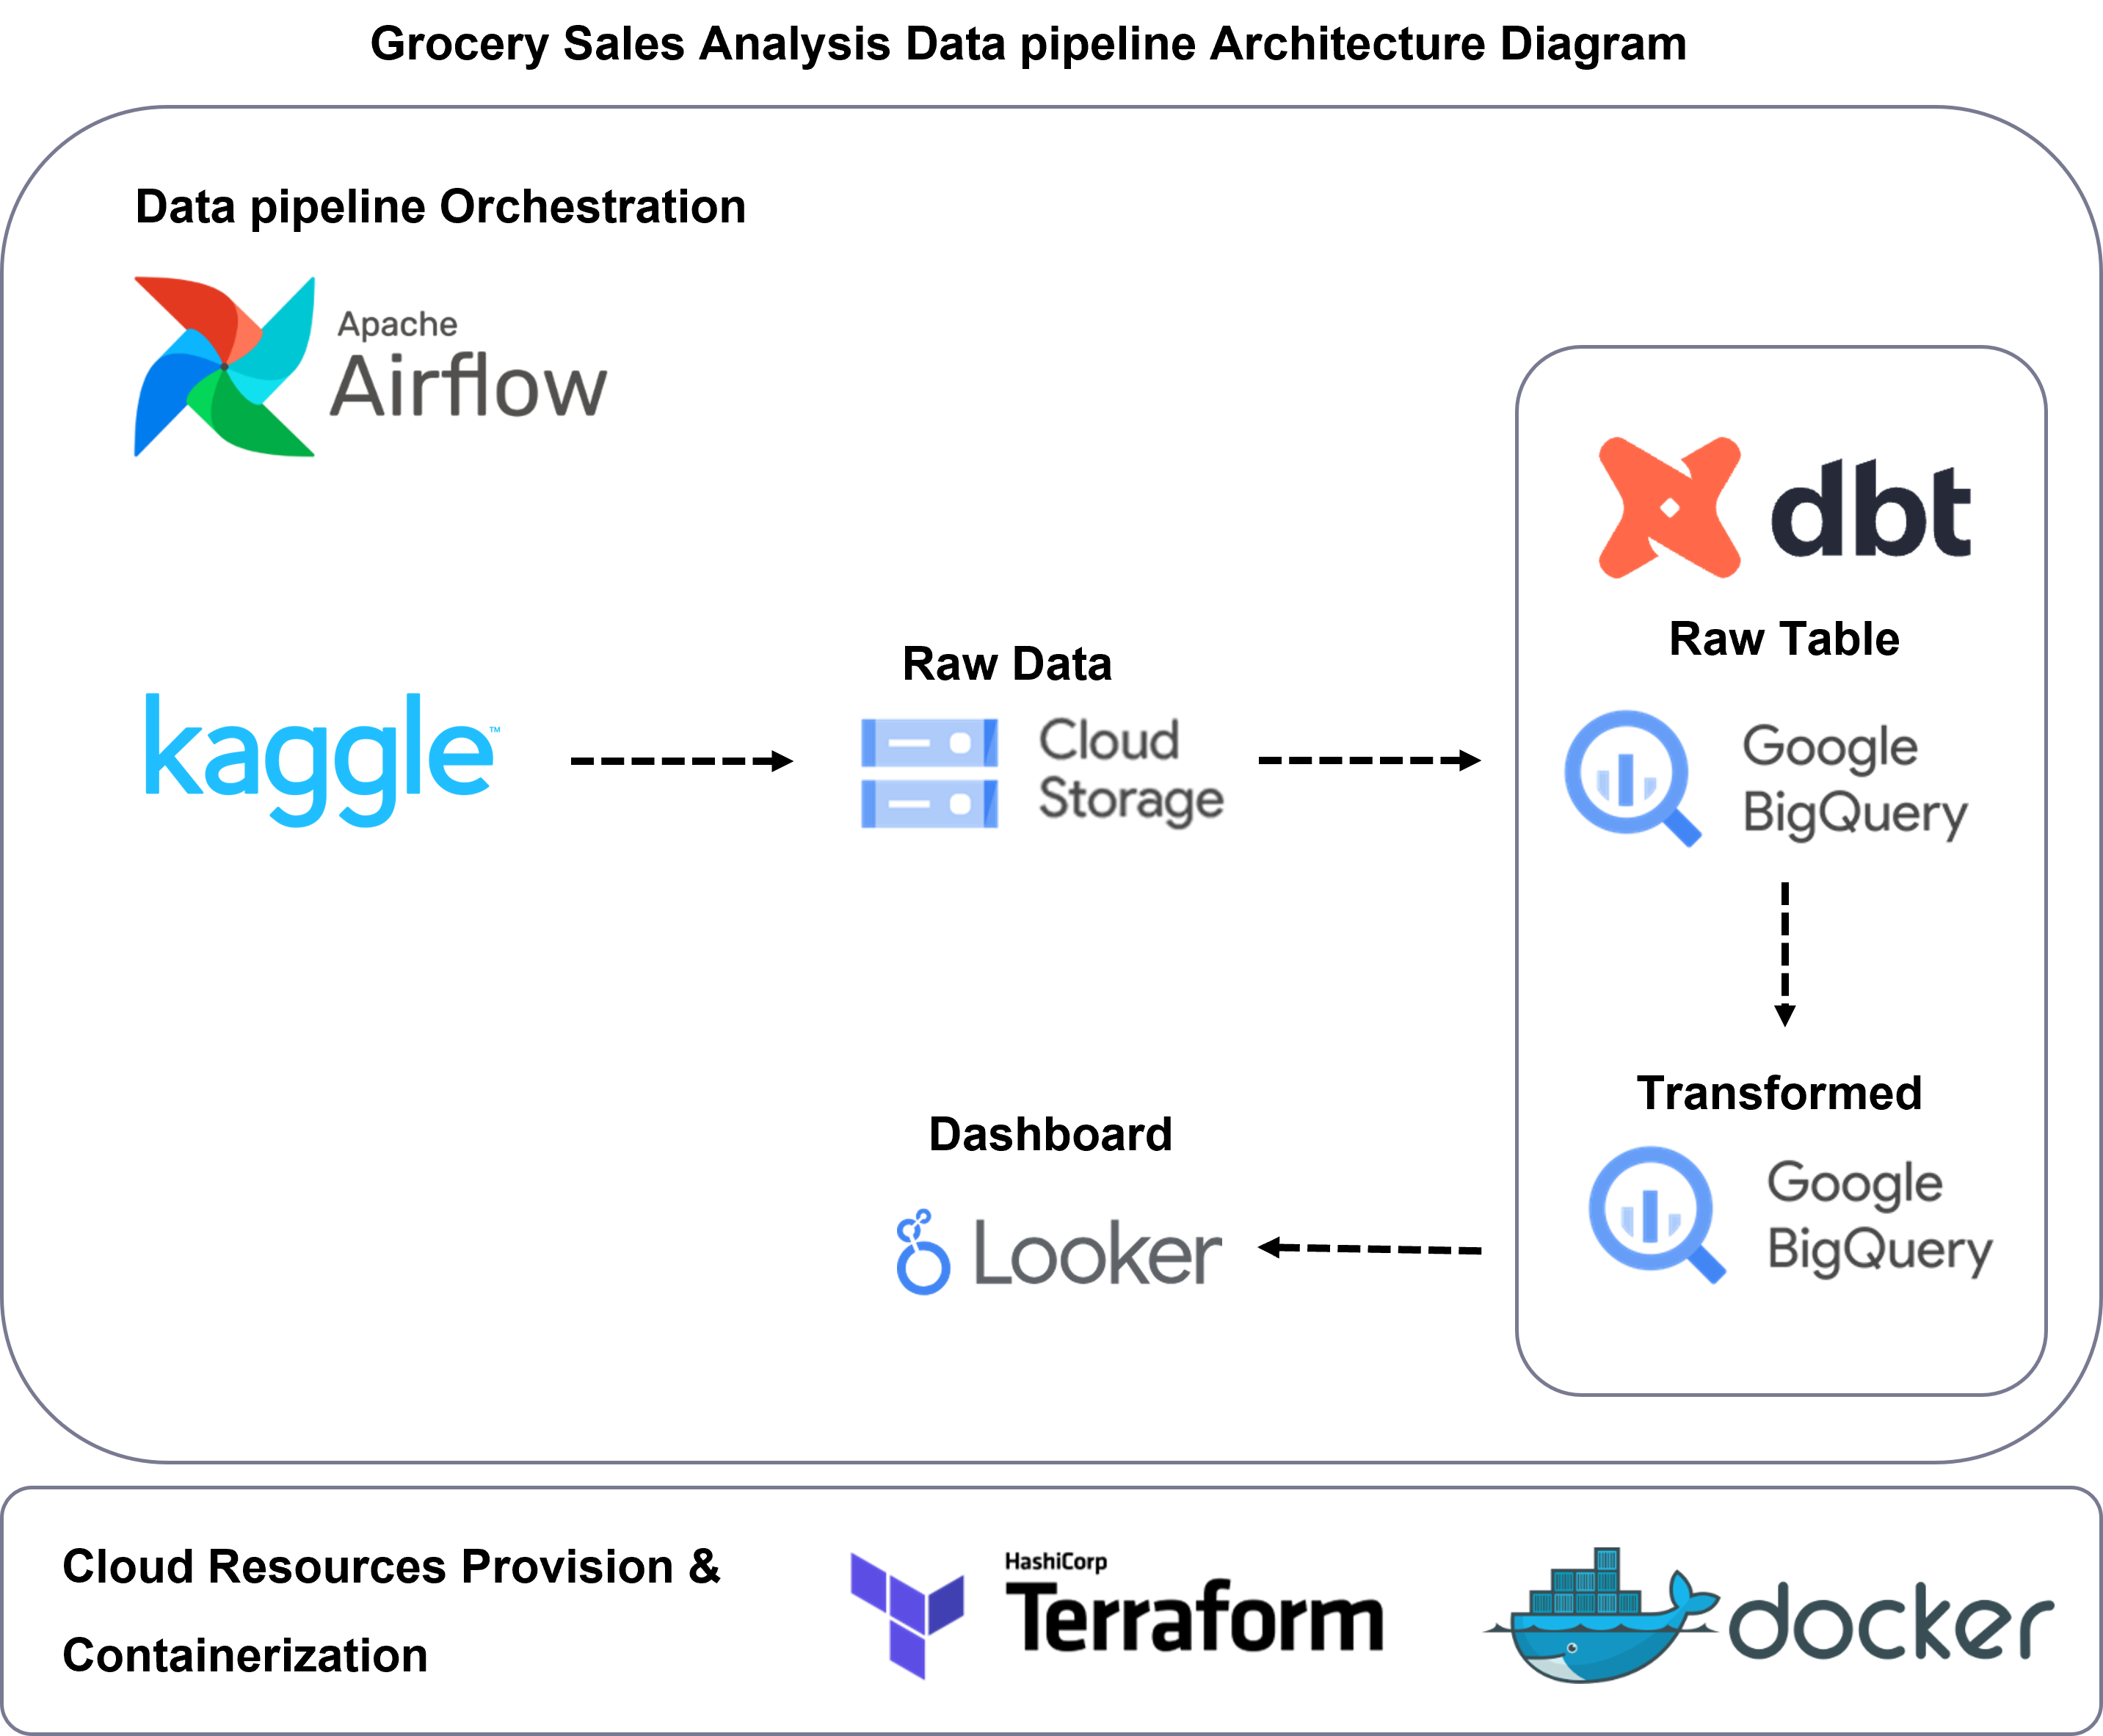 Grocery Sales Analysis Data pipeline Architecture Diagram
Data pipeline Orchestration
Apache
Airflow
dbt
Raw Table
Raw Data
kaggle™
Cloud
Storage
Google
BigQuery
Transformed
Dashboard
Looker
Google
BigQuery
Cloud Resources Provision &
Containerization
HashiCorp
Terraform
docker